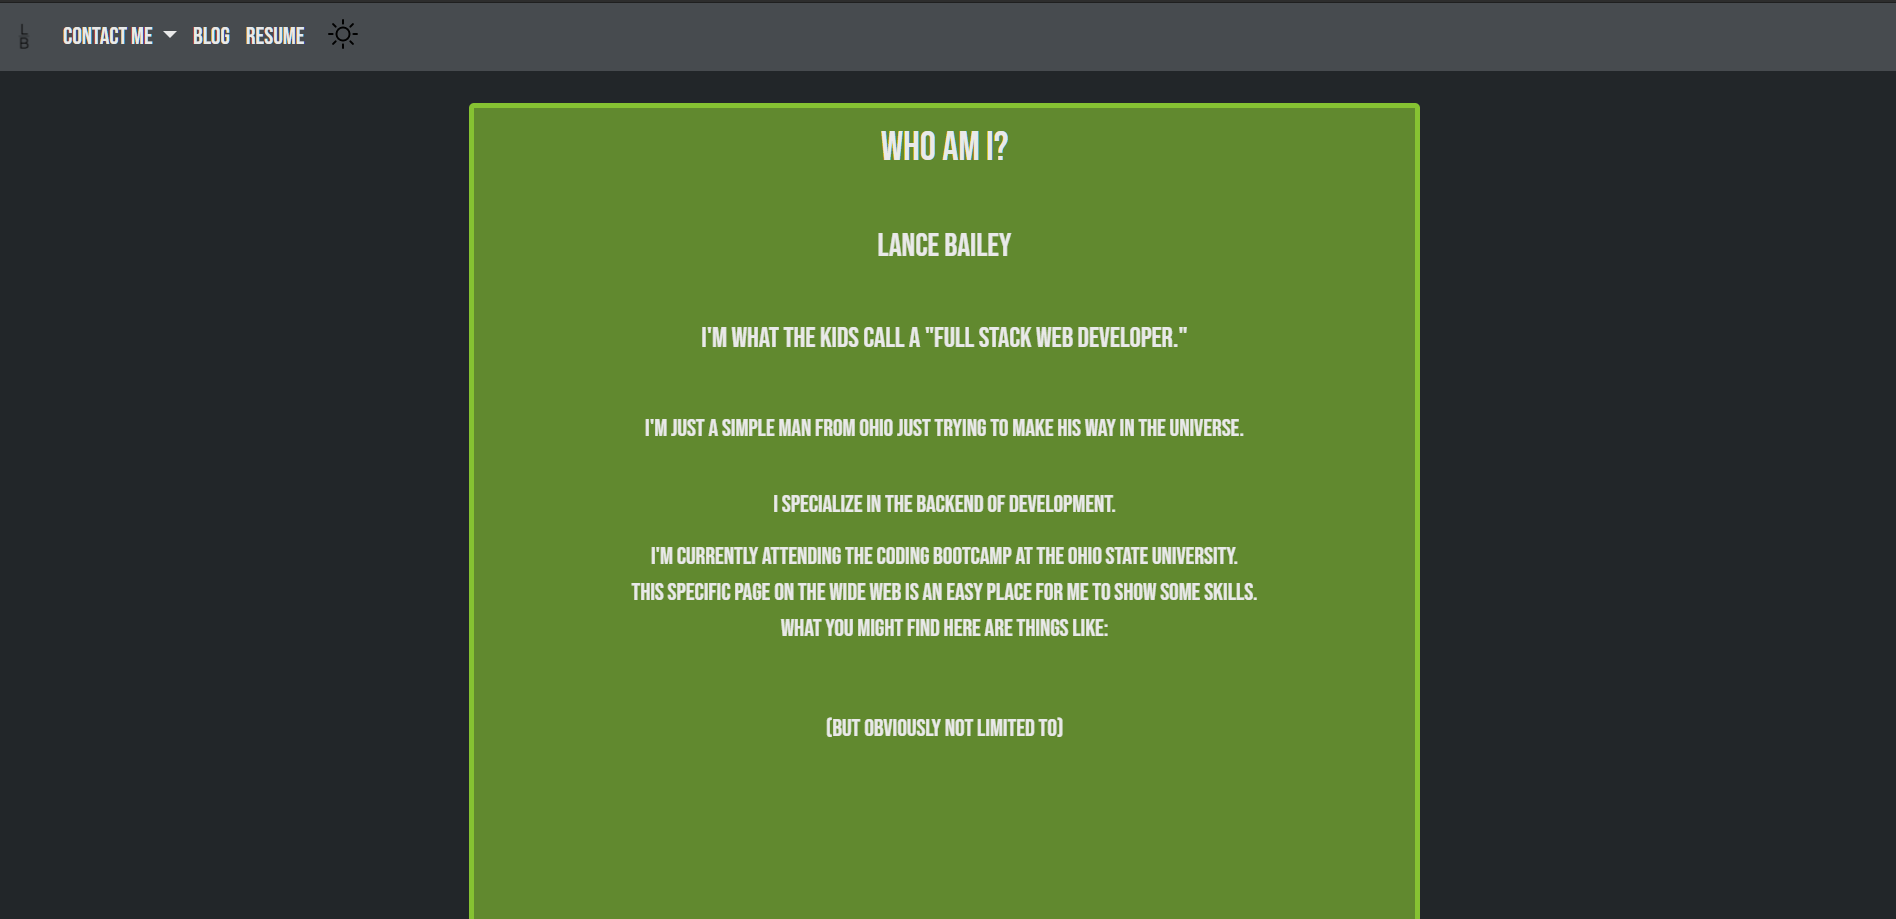 L
B
CONTACT ME
BLOG
RESUME
WHO AM I?
LANCE BAILEY
I'M WHAT THE KIDS CALL A "FULL STACK WEB DEVELOPER."
I'M JUST A SIMPLE MAN FROM OHIO JUST TRYING TO MAKE HIS WAY IN THE UNIVERSE.
I SPECIALIZE IN THE BACKEND OF DEVELOPMENT.
I'M CURRENTLY ATTENDING THE CODING BOOTCAMP AT THE OHIO STATE UNIVERSITY.
THIS SPECIFIC PAGE ON THE WIDE WEB IS AN EASY PLACE FOR ME TO SHOW SOME SKILLS.
WHAT YOU MIGHT FIND HERE ARE THINGS LIKE:
(BUT OBVIOUSLY NOT LIMITED TO)